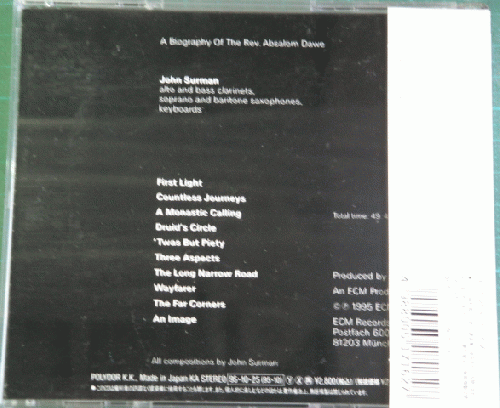 A Biography Of The Rev. Absalom Dawe
John Surman
alto and bass clarinets,
soprano and baritone saxophones,
keyboards
First Light
Countless Journeys
A Monastic Calling
Druid's Circle
'Twas But Piety
Three Aspects
The Long Narrow Road
Wayfarer
The Far Corners
An Image
Total time
Produced by
An ECM Prod
©℗ 1995 ECM
ECM Records
Postfach 600
81203 Münch
All compositions by John Surman
POLYDOR K.K., Made in Japan KA STEREO